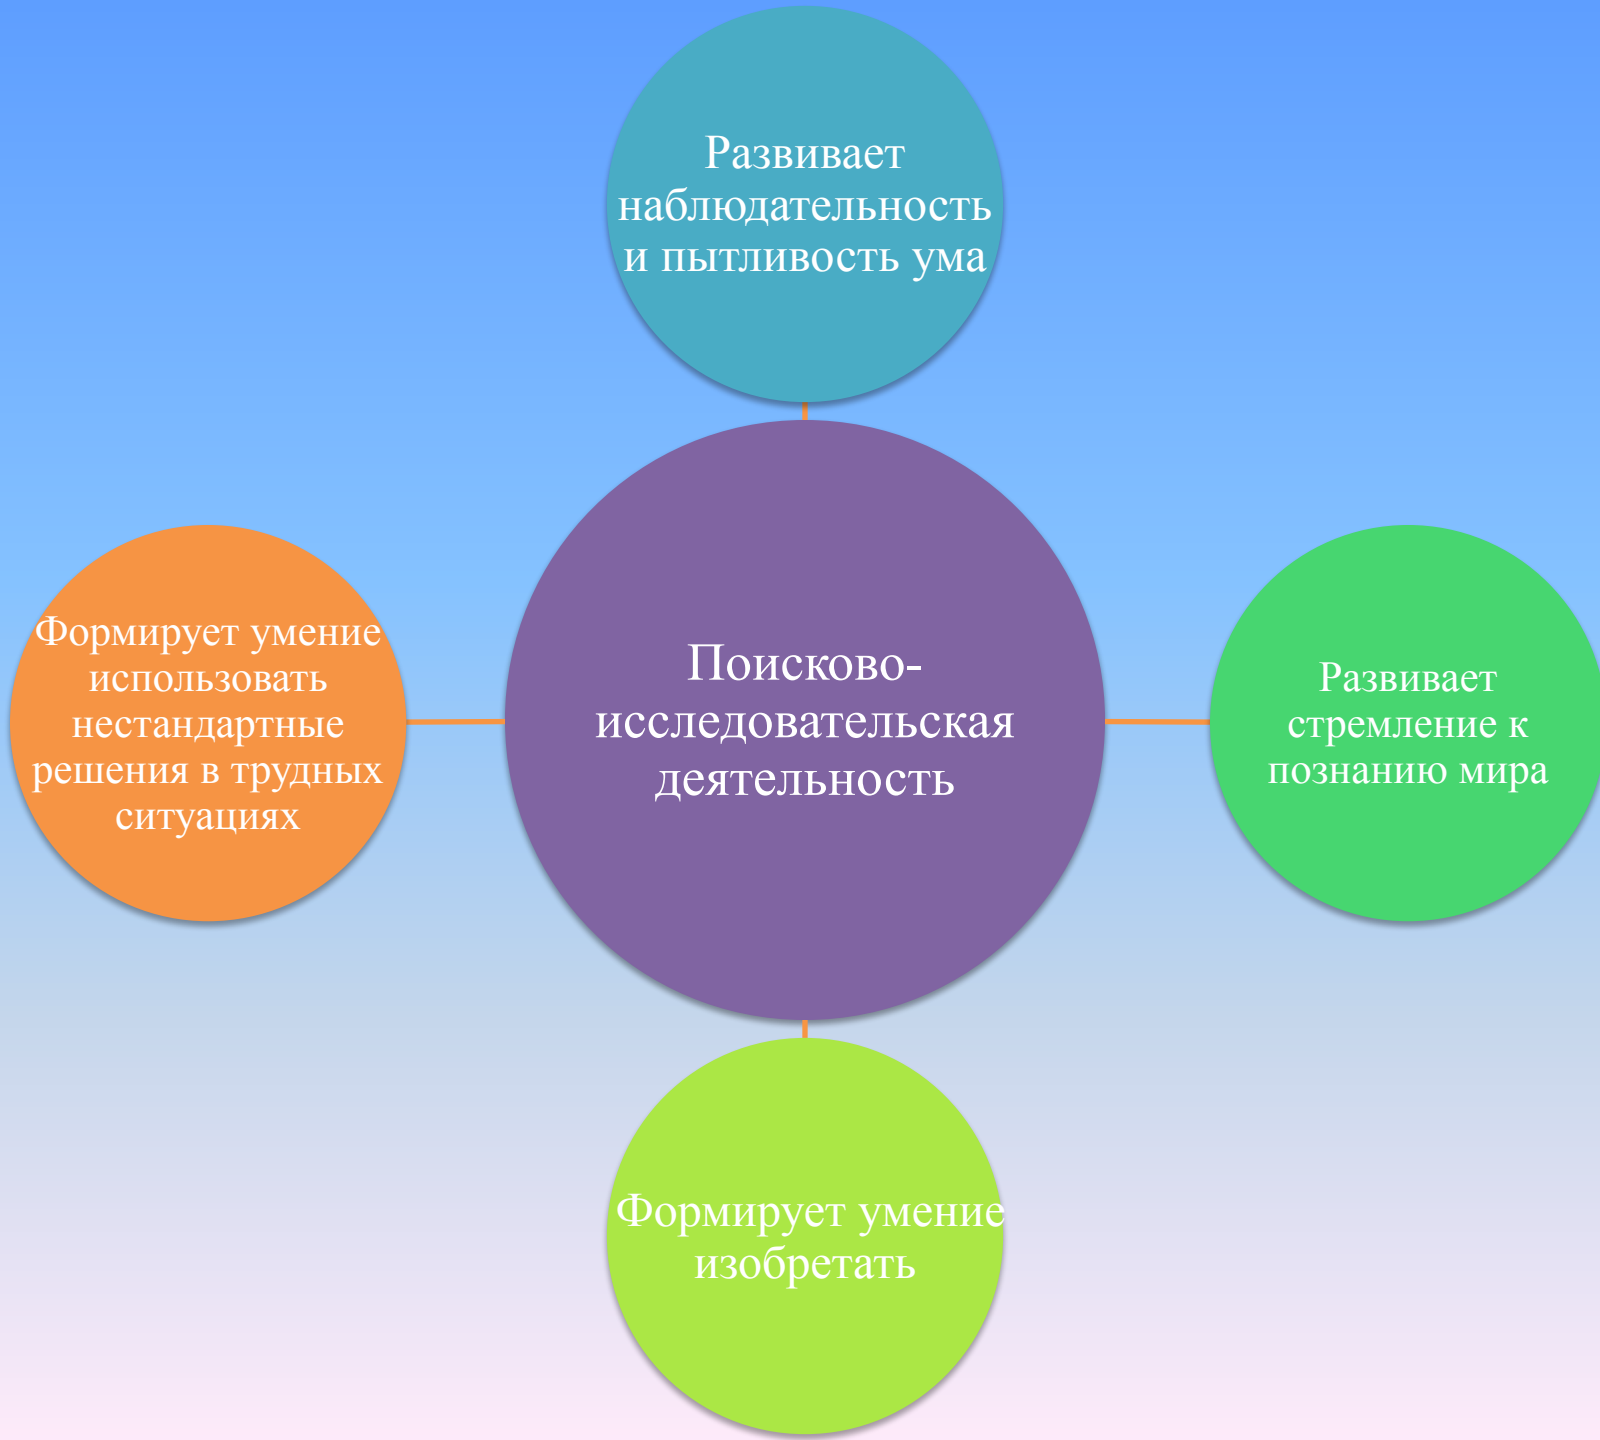 Развивает
наблюдательность
и пытливость ума
Формирует умение
использовать
нестандартные
решения в трудных
ситуациях
Поисково-
исследовательская
деятельность
Развивает
стремление к
познанию мира
Формирует умение
изобретать